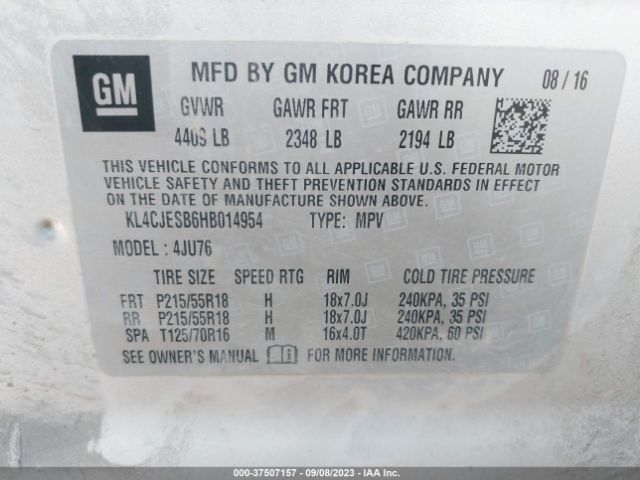 GM
MFD BY GM KOREA COMPANY 08/16
GVWR GAWR FRT GAWR RR
4409 LB 2348 LB 2194 LB
THIS VEHICLE CONFORMS TO ALL APPLICABLE U.S. FEDERAL MOTOR
VEHICLE SAFETY AND THEFT PREVENTION STANDARDS IN EFFECT
ON THE DATE OF MANUFACTURE SHOWN ABOVE.
KL4CJESB6HB014954 TYPE: MPV
MODEL: 4JU76
TIRE SIZE SPEED RTG RIM COLD TIRE PRESSURE
FRT P215/55R18 H 18x7.0J 240KPA, 35 PSI
RR P215/55R18 H 18x7.0J 240KPA, 35 PSI
SPA T125/70R16 M 16x4.0T 420KPA, 60 PSI
SEE OWNER'S MANUAL FOR MORE INFORMATION.
000-37507157 - 09/08/2023 - IAA Inc.